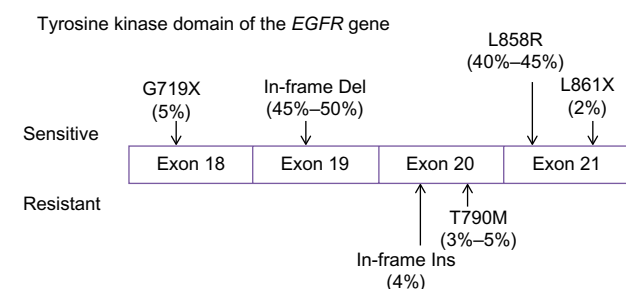 Tyrosine kinase domain of the EGFR gene
L858R
(40%–45%)
G719X
(5%)
In-frame Del
(45%–50%)
L861X
(2%)
Sensitive
Exon 18
Exon 19
Exon 20
Exon 21
Resistant
T790M
(3%–5%)
In-frame Ins
(4%)